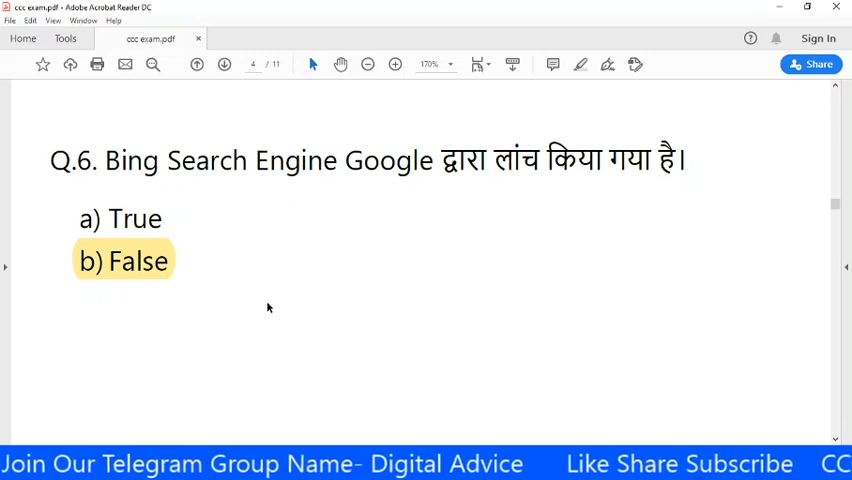 ccc exam.pdf - Adobe Acrobat Reader DC
File Edit View Window Help
Home Tools ccc exam.pdf × Sign In
4 / 11 170% Share
Q.6. Bing Search Engine Google द्वारा लांच किया गया है।
a) True
b) False
Join Our Telegram Group Name- Digital Advice Like Share Subscribe CC